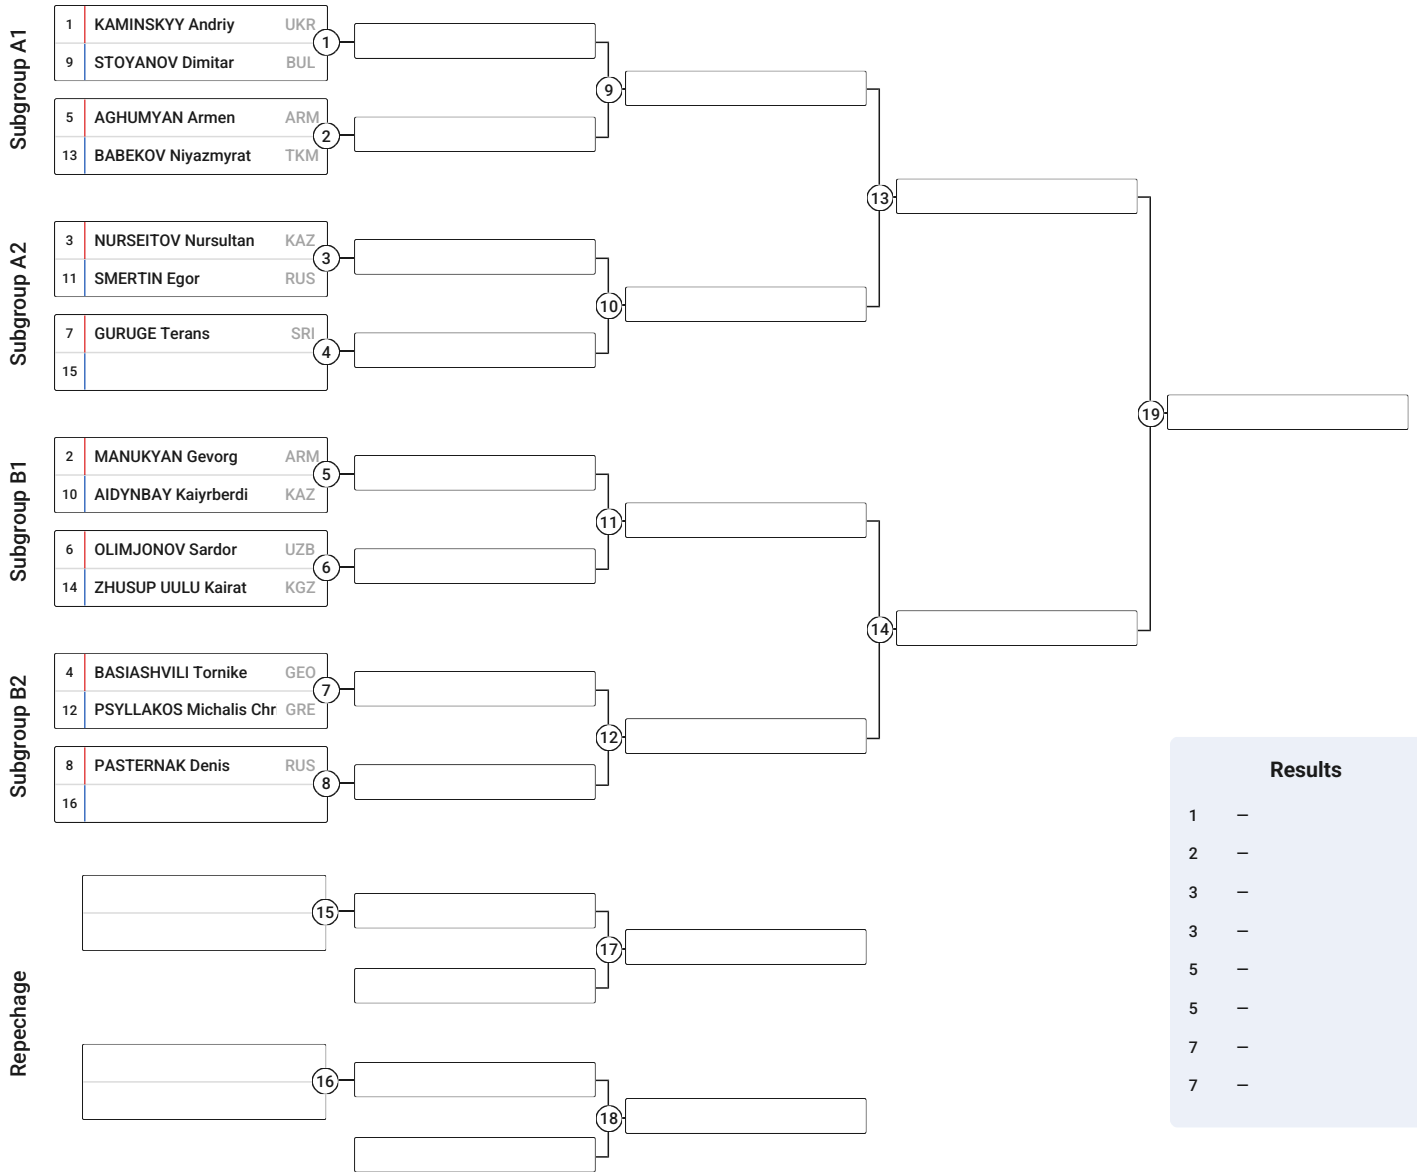 Subgroup A1
1 KAMINSKYY Andriy UKR
9 STOYANOV Dimitar BUL
1
5 AGHUMYAN Armen ARM
13 BABEKOV Niyazmyrat TKM
2
9
Subgroup A2
3 NURSEITOV Nursultan KAZ
11 SMERTIN Egor RUS
3
7 GURUGE Terans SRI
15
4
10
13
Subgroup B1
2 MANUKYAN Gevorg ARM
10 AIDYNBAY Kaiyrberdi KAZ
5
6 OLIMJONOV Sardor UZB
14 ZHUSUP UULU Kairat KGZ
6
11
Subgroup B2
4 BASIASHVILI Tornike GEO
12 PSYLLAKOS Michalis Chr GRE
7
8 PASTERNAK Denis RUS
16
8
12
14
19
Repechage
15
17
16
18
Results
1 –
2 –
3 –
3 –
5 –
5 –
7 –
7 –